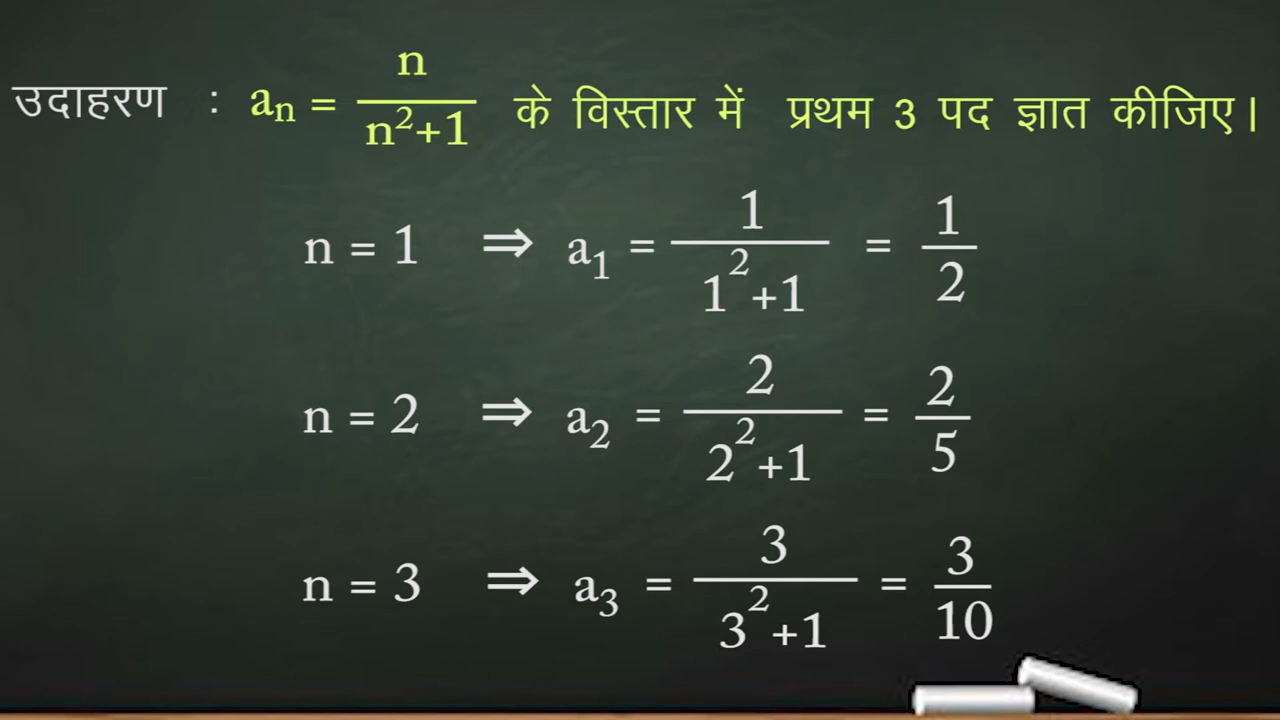 उदाहरण : aₙ = n/(n²+1) के विस्तार में प्रथम 3 पद ज्ञात कीजिए।
n = 1 ⇒ a₁ = 1/(1²+1) = 1/2
n = 2 ⇒ a₂ = 2/(2²+1) = 2/5
n = 3 ⇒ a₃ = 3/(3²+1) = 3/10